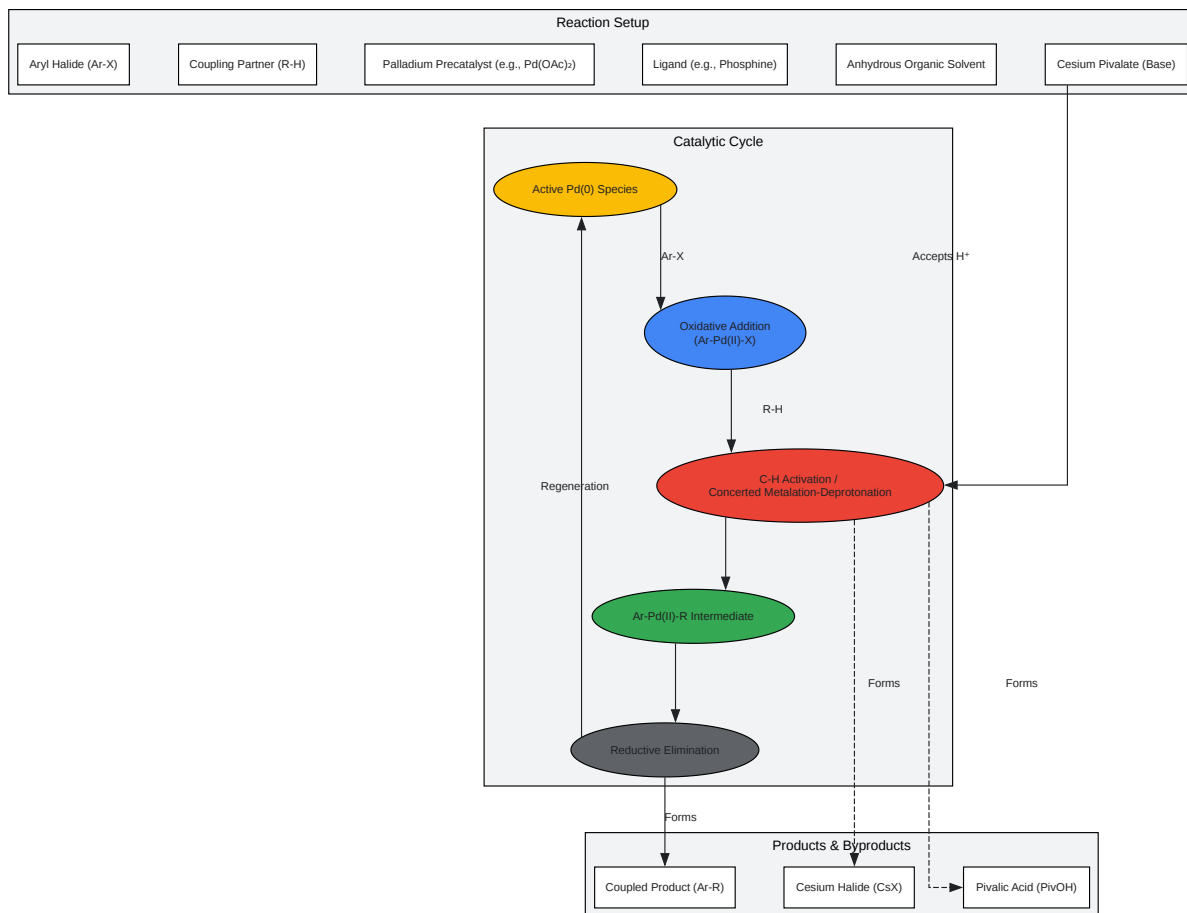 Reaction Setup
Aryl Halide (Ar-X)
Coupling Partner (R-H)
Palladium Precatalyst (e.g., Pd(OAc)₂)
Ligand (e.g., Phosphine)
Anhydrous Organic Solvent
Cesium Pivalate (Base)
Catalytic Cycle
Active Pd(0) Species
Ar-X
Accepts H⁺
Oxidative Addition
(Ar-Pd(II)-X)
R-H
C-H Activation /
Concerted Metalation-Deprotonation
Regeneration
Ar-Pd(II)-R Intermediate
Forms
Forms
Reductive Elimination
Forms
Products & Byproducts
Coupled Product (Ar-R)
Cesium Halide (CsX)
Pivalic Acid (PivOH)